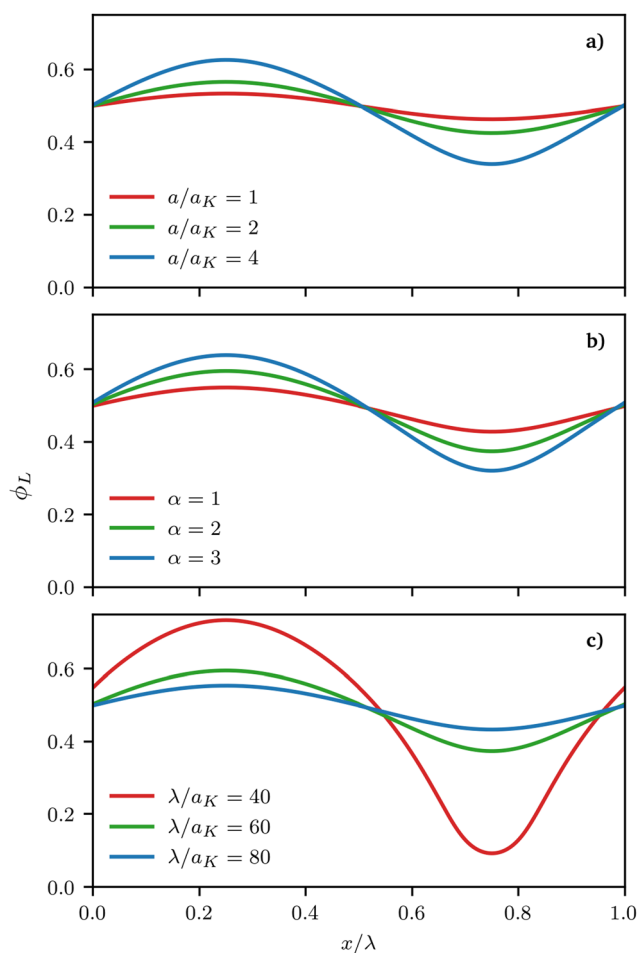 a)
0.6
0.4
0.2
0.0
a/a_K = 1
a/a_K = 2
a/a_K = 4
b)
0.6
0.4
0.2
0.0
α = 1
α = 2
α = 3
ϕ_L
c)
0.6
0.4
0.2
0.0
λ/a_K = 40
λ/a_K = 60
λ/a_K = 80
0.0 0.2 0.4 0.6 0.8 1.0
x/λ